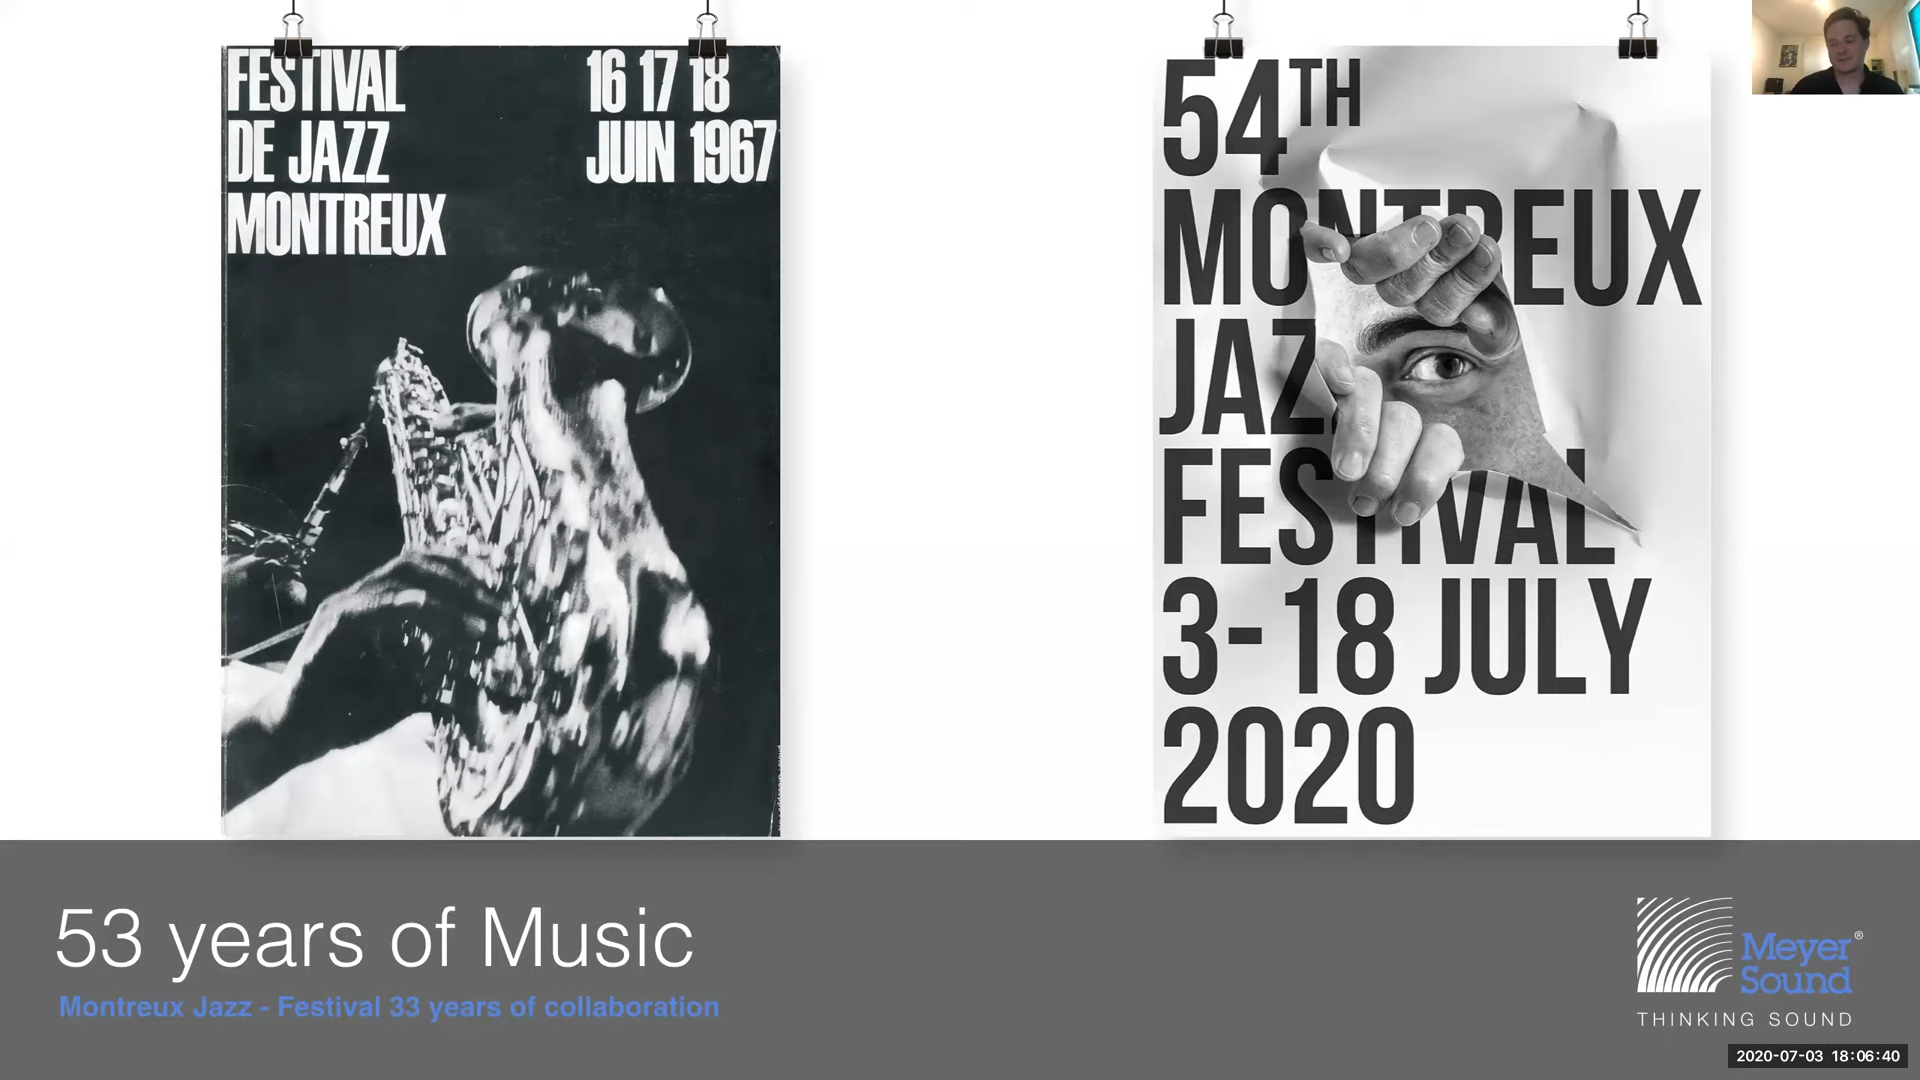 FESTIVAL
DE JAZZ
MONTREUX
16 17 18
JUIN 1967
54TH
MONTREUX
JAZZ
FESTIVAL
3-18 JULY
2020
53 years of Music
Montreux Jazz - Festival 33 years of collaboration
Meyer®
Sound
THINKING SOUND
2020-07-03 18:06:40